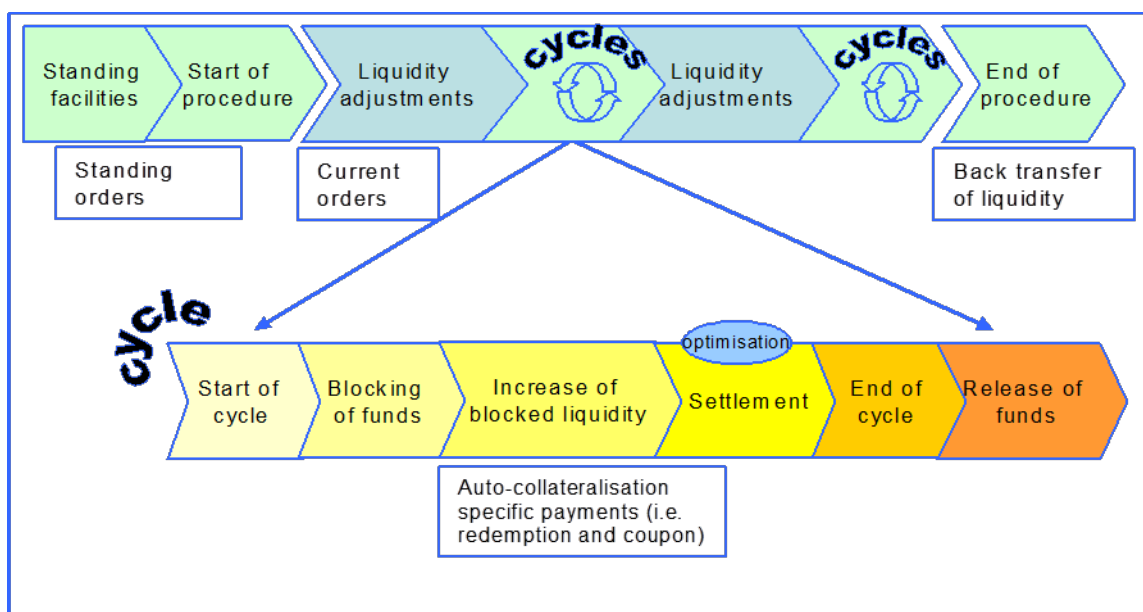 Standing
facilities
Start of
procedure
Liquidity
adjustments
cycles
Liquidity
adjustments
cycles
End of
procedure
Standing
orders
Current
orders
Back transfer
of liquidity
cycle
Start of
cycle
Blocking
of funds
Increase of
blocked liquidity
optimisation
Settlement
End of
cycle
Release of
funds
Auto-collateralisation
specific payments (i.e.
redemption and coupon)